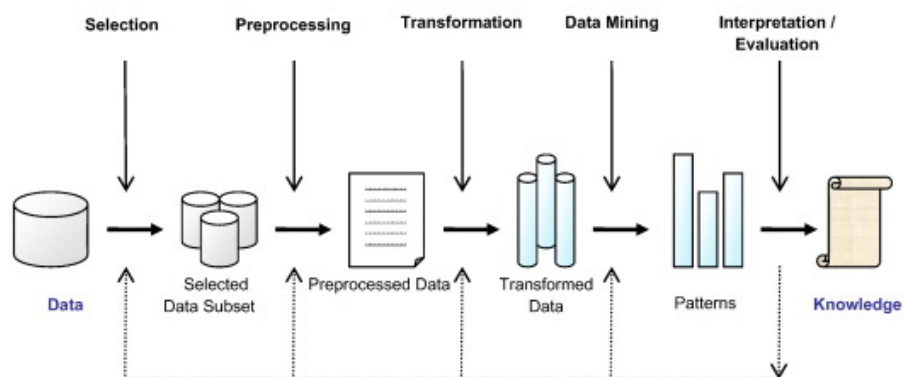 Selection
Preprocessing
Transformation
Data Mining
Interpretation /
Evaluation
Data
Selected
Data Subset
Preprocessed Data
Transformed
Data
Patterns
Knowledge